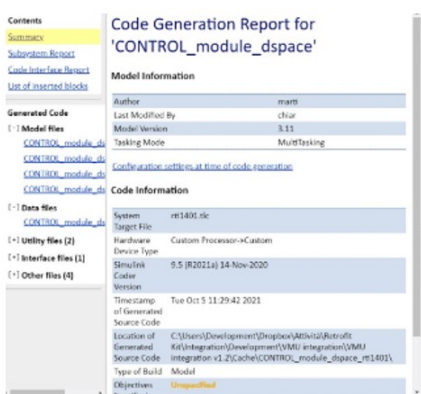 Contents
Summary
Subsystem Report
Code Interface Report
List of inserted blocks
Generated Code
[-] Model files
CONTROL_module_ds
CONTROL_module_ds
CONTROL_module_ds
CONTROL_module_ds
[-] Data files
CONTROL_module_ds
[+] Utility files (2)
[+] Interface files (1)
[+] Other files (4)
Code Generation Report for
'CONTROL_module_dspace'
Model Information
Author marti
Last Modified By chiar
Model Version 3.11
Tasking Mode MultiTasking
Configuration settings at time of code generation
Code Information
System rti1401.tlc
Target File
Hardware Custom Processor->Custom
Device Type
Simulink 9.5 (R2021a) 14-Nov-2020
Coder
Version
Timestamp Tue Oct 5 11:29:42 2021
of Generated
Source Code
Location of C:\Users\Development\Dropbox\Attività\Retrofit
Generated Kit\Integration\Development\VMU integration\VMU
Source Code integration v1.2\Cache\CONTROL_module_dspace_rti1401\
Type of Build Model
Objectives Unspecified